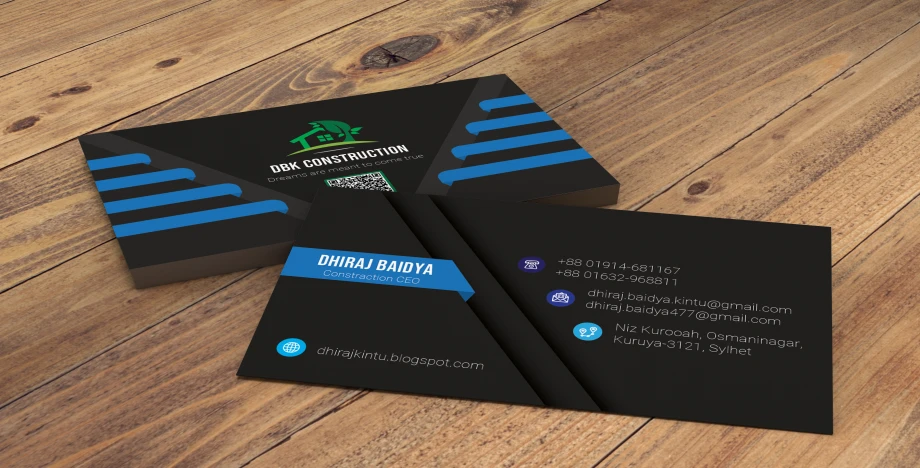 DBK CONSTRUCTION
Dreams are meant to come true
DHIRAJ BAIDYA
Constraction CEO
dhirajkintu.blogspot.com
+88 01914-681167
+88 01632-968811
dhiraj.baidya.kintu@gmail.com
dhiraj.baidya477@gmail.com
Niz Kurooah, Osmaninagar,
Kuruya-3121, Sylhet